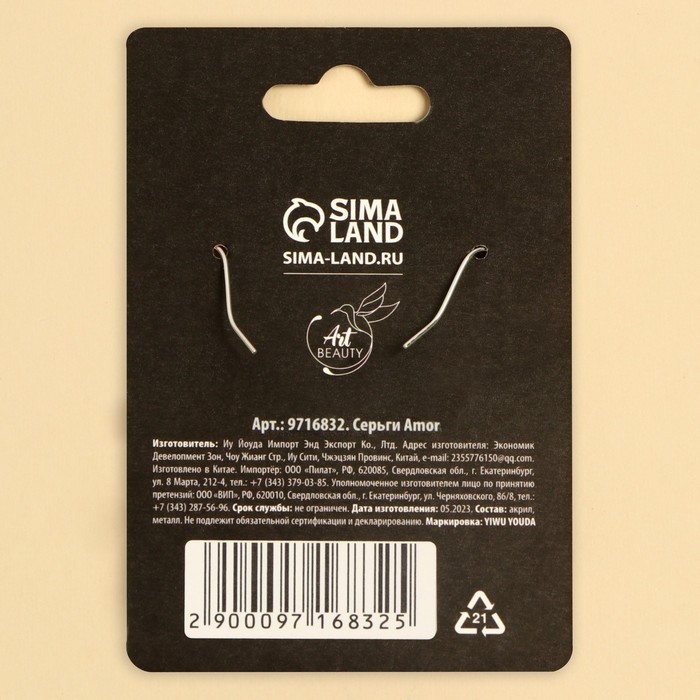 SIMA
LAND
SIMA-LAND.RU
Art
BEAUTY
Арт.: 9716832. Серьги Amor
Изготовитель: Иу Йоуда Импорт Энд Экспорт Ко., Лтд. Адрес изготовителя: Экономик
Девелопмент Зон, Чоу Жианг Стр., Иу Сити, Чжэцзян Провинс, Китай, e-mail: 2355776150@qq.com.
Изготовлено в Китае. Импортёр: ООО «Пилат», РФ, 620085, Свердловская обл., г. Екатеринбург,
ул. 8 Марта, 212-4, тел.: +7 (343) 379-03-85. Уполномоченное изготовителем лицо по принятию
претензий: ООО «ВИП», РФ, 620010, Свердловская обл., г. Екатеринбург, ул. Черняховского, 86/8, тел.:
+7 (343) 287-56-96. Срок службы: не ограничен. Дата изготовления: 05.2023. Состав: акрил,
металл. Не подлежит обязательной сертификации и декларированию. Маркировка: YIWU YOUDA
2 900097 168325
21